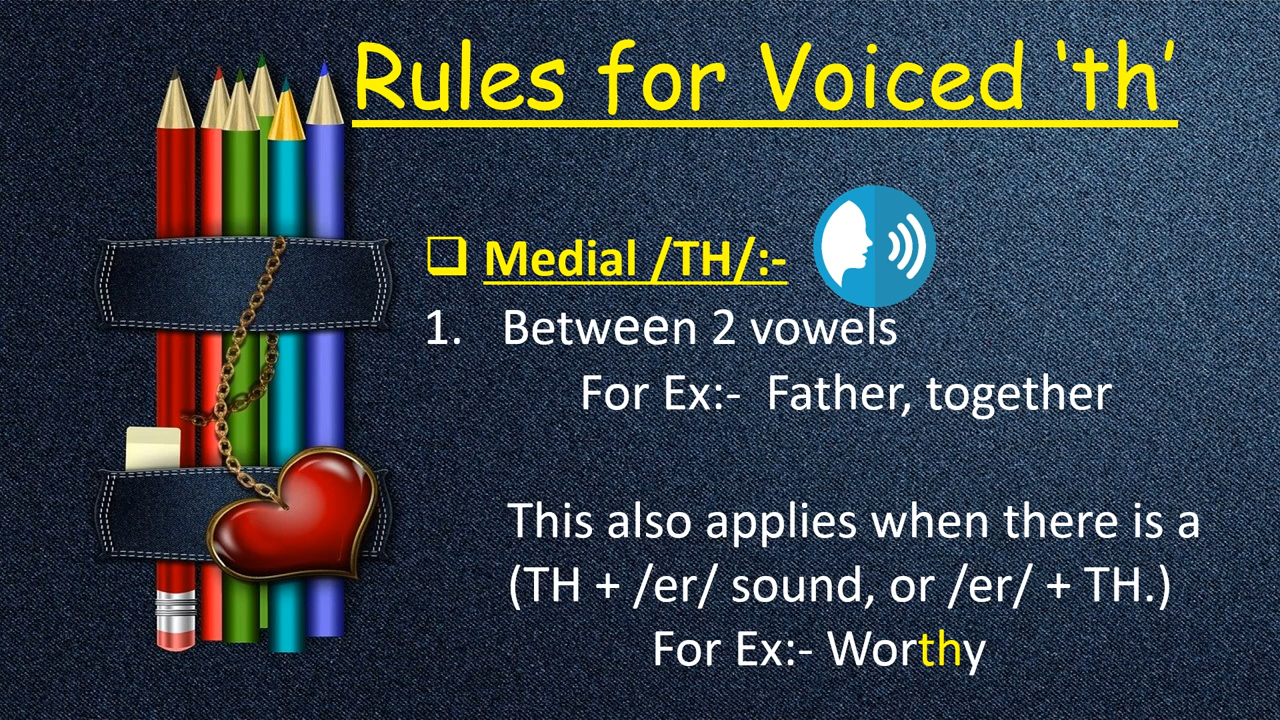 Rules for Voiced ‘th’
Medial /TH/:-
1. Between 2 vowels
For Ex:- Father, together
This also applies when there is a
(TH + /er/ sound, or /er/ + TH.)
For Ex:- Worthy